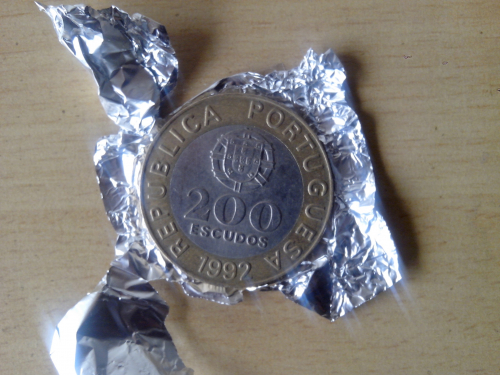 REPUBLICA PORTUGUESA
200
ESCUDOS
1992